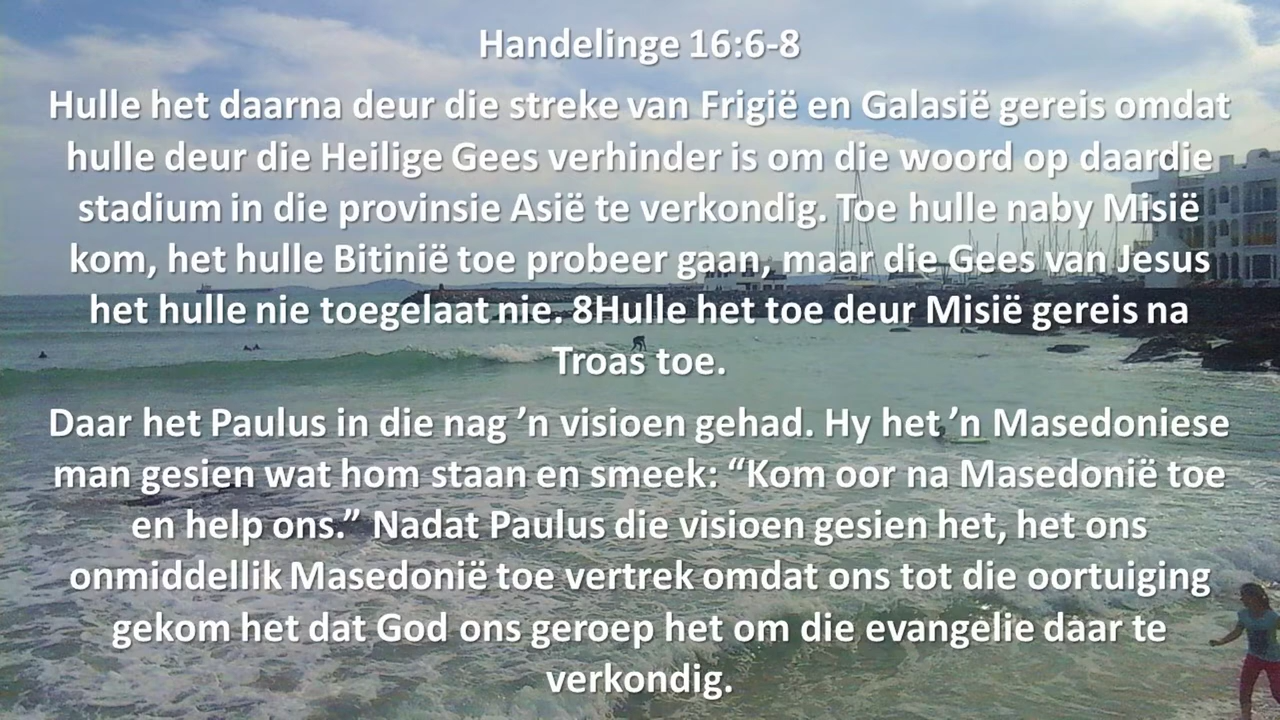 Handelinge 16:6-8
Hulle het daarna deur die streke van Frigië en Galasië gereis omdat
hulle deur die Heilige Gees verhinder is om die woord op daardie
stadium in die provinsie Asië te verkondig. Toe hulle naby Misië
kom, het hulle Bitinië toe probeer gaan, maar die Gees van Jesus
het hulle nie toegelaat nie. 8Hulle het toe deur Misië gereis na
Troas toe.
Daar het Paulus in die nag ’n visioen gehad. Hy het ’n Masedoniese
man gesien wat hom staan en smeek: “Kom oor na Masedonië toe
en help ons.” Nadat Paulus die visioen gesien het, het ons
onmiddellik Masedonië toe vertrek omdat ons tot die oortuiging
gekom het dat God ons geroep het om die evangelie daar te
verkondig.